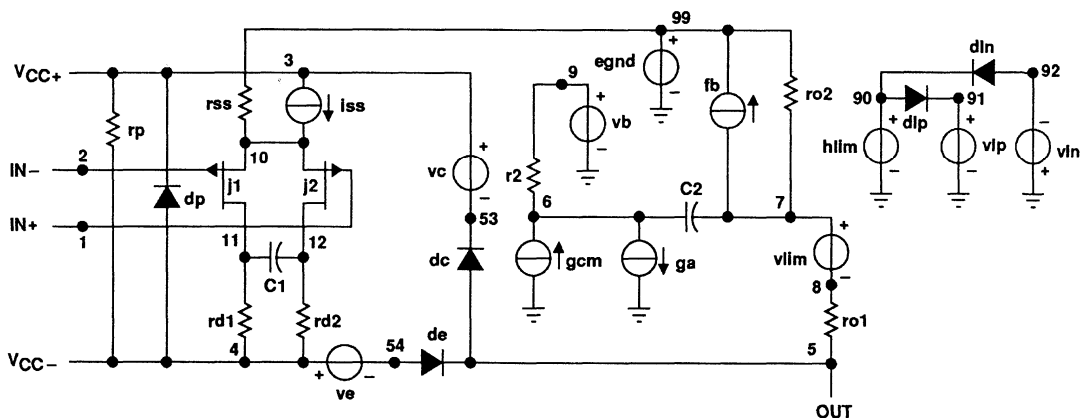 99
egnd
+
-
fb
ro2
dln
92
90
91
dlp
hlim
+
-
vlp
+
-
vln
-
+
VCC+
3
rss
iss
9
+
vb
-
rp
10
IN-
2
j1
j2
dp
vc
+
-
r2
6
C2
7
IN+
1
53
11
12
C1
dc
gcm
ga
vlim
+
-
8
rd1
rd2
ro1
de
VCC-
4
54
5
+
-
ve
OUT